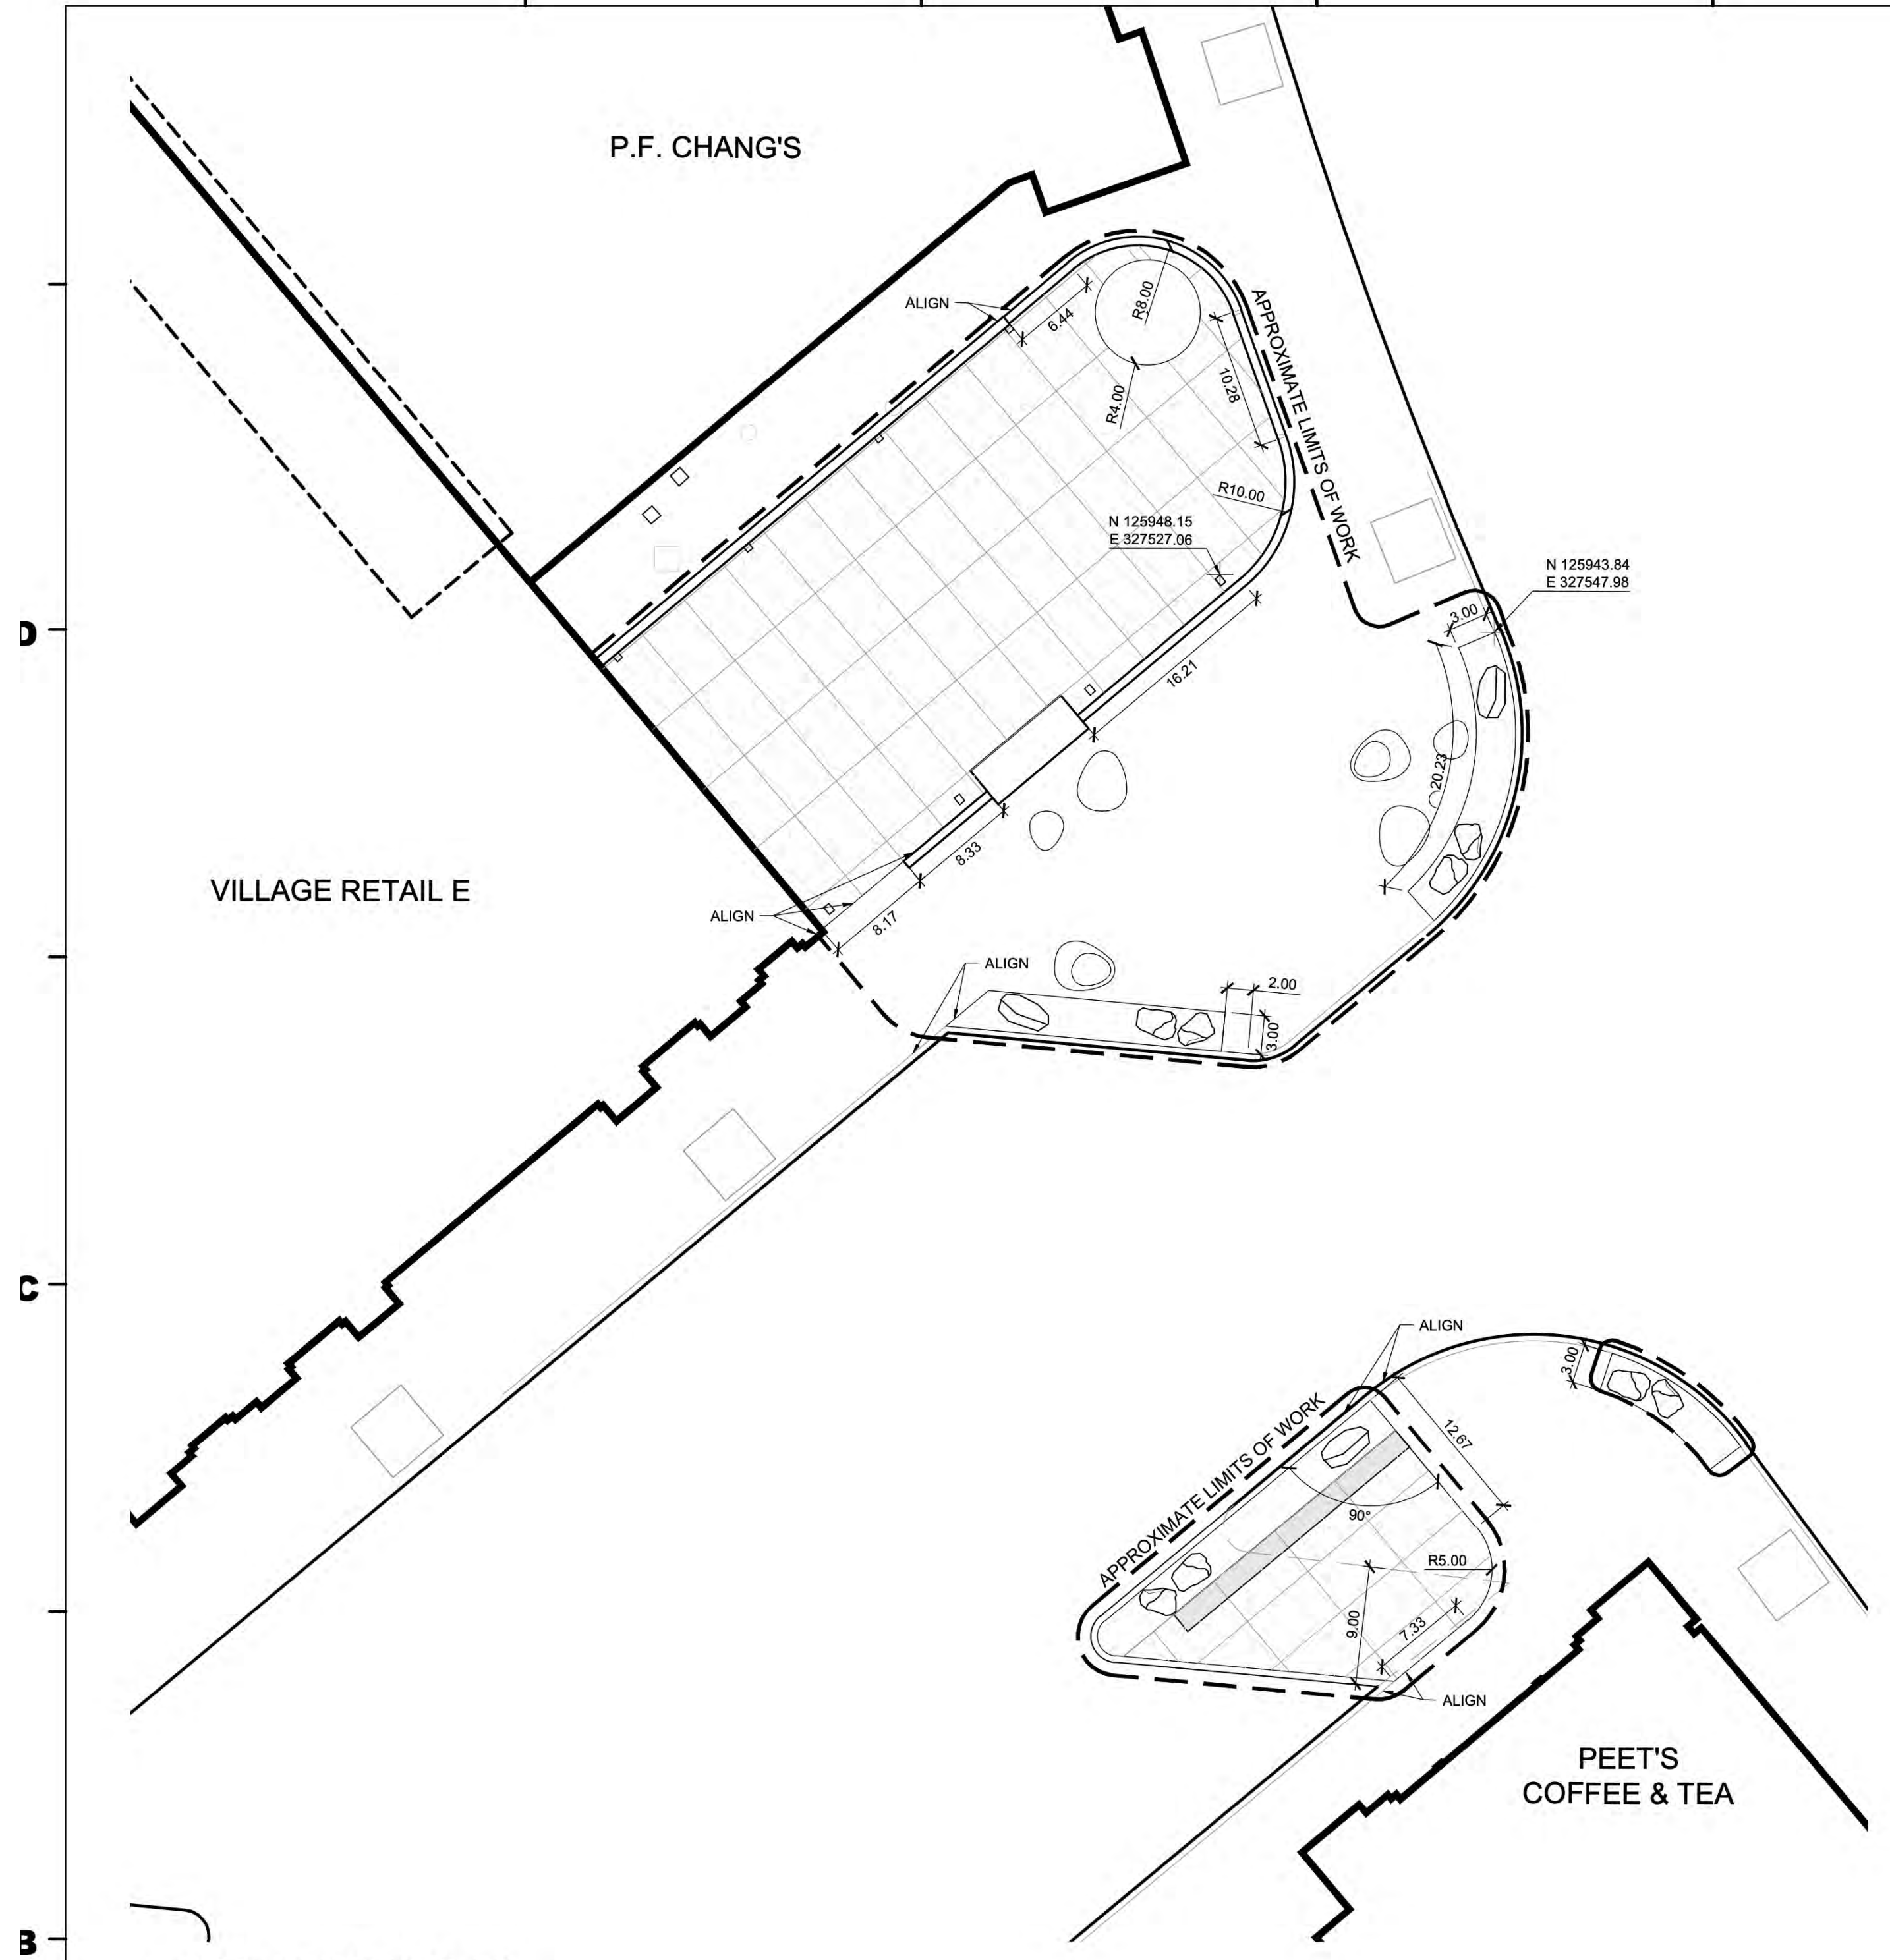 P.F. CHANG'S
ALIGN
6.44
R8.00
APPROXIMATE LIMITS OF WORK
10.28
R4.00
R10.00
N 125948.15
E 327527.06
N 125943.84
E 327547.98
D
3.00
16.21
20.23
8.33
VILLAGE RETAIL E
ALIGN
8.17
ALIGN
2.00
3.00
C
ALIGN
3.00
APPROXIMATE LIMITS OF WORK
12.67
90°
R5.00
9.00
7.33
ALIGN
PEET'S
COFFEE & TEA
B